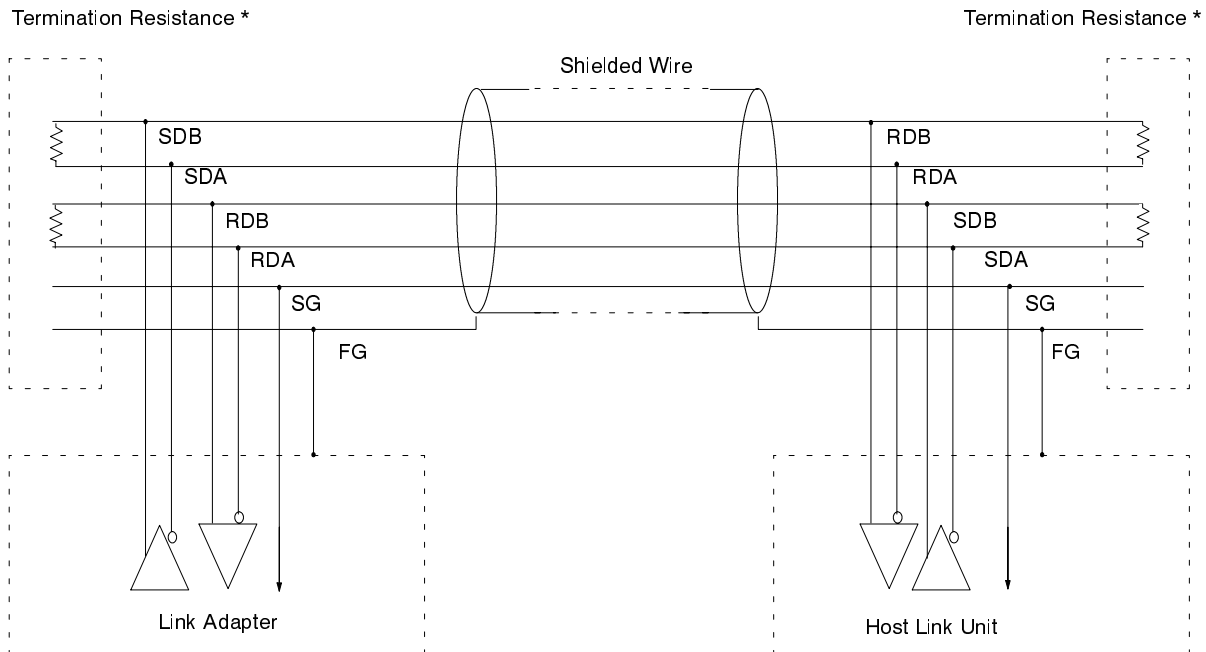 Termination Resistance *
Termination Resistance *
Shielded Wire
SDB
SDA
RDB
RDA
SG
FG
RDB
RDA
SDB
SDA
SG
FG
Link Adapter
Host Link Unit